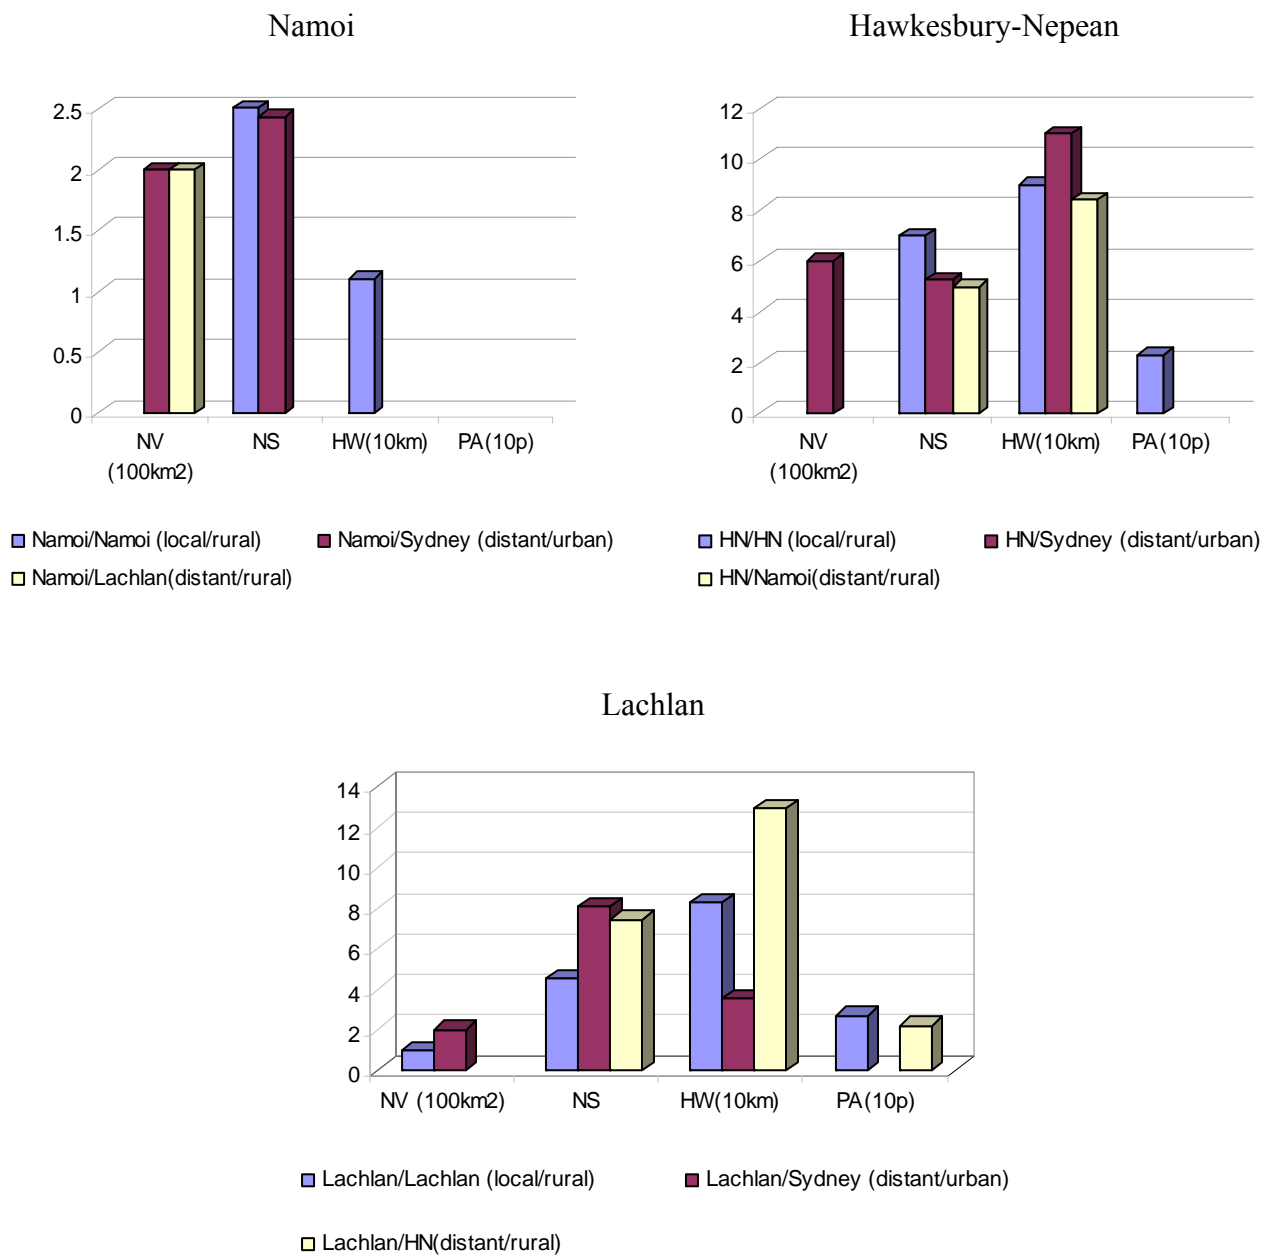 Namoi
2.5
2
1.5
1
0.5
0
NV
(100km2)
NS
HW(10km)
PA(10p)
Namoi/Namoi (local/rural)
Namoi/Sydney (distant/urban)
Namoi/Lachlan(distant/rural)
Hawkesbury-Nepean
12
10
8
6
4
2
0
NV
(100km2)
NS
HW(10km)
PA(10p)
HN/HN (local/rural)
HN/Sydney (distant/urban)
HN/Namoi(distant/rural)
Lachlan
14
12
10
8
6
4
2
0
NV (100km2)
NS
HW(10km)
PA(10p)
Lachlan/Lachlan (local/rural)
Lachlan/Sydney (distant/urban)
Lachlan/HN(distant/rural)